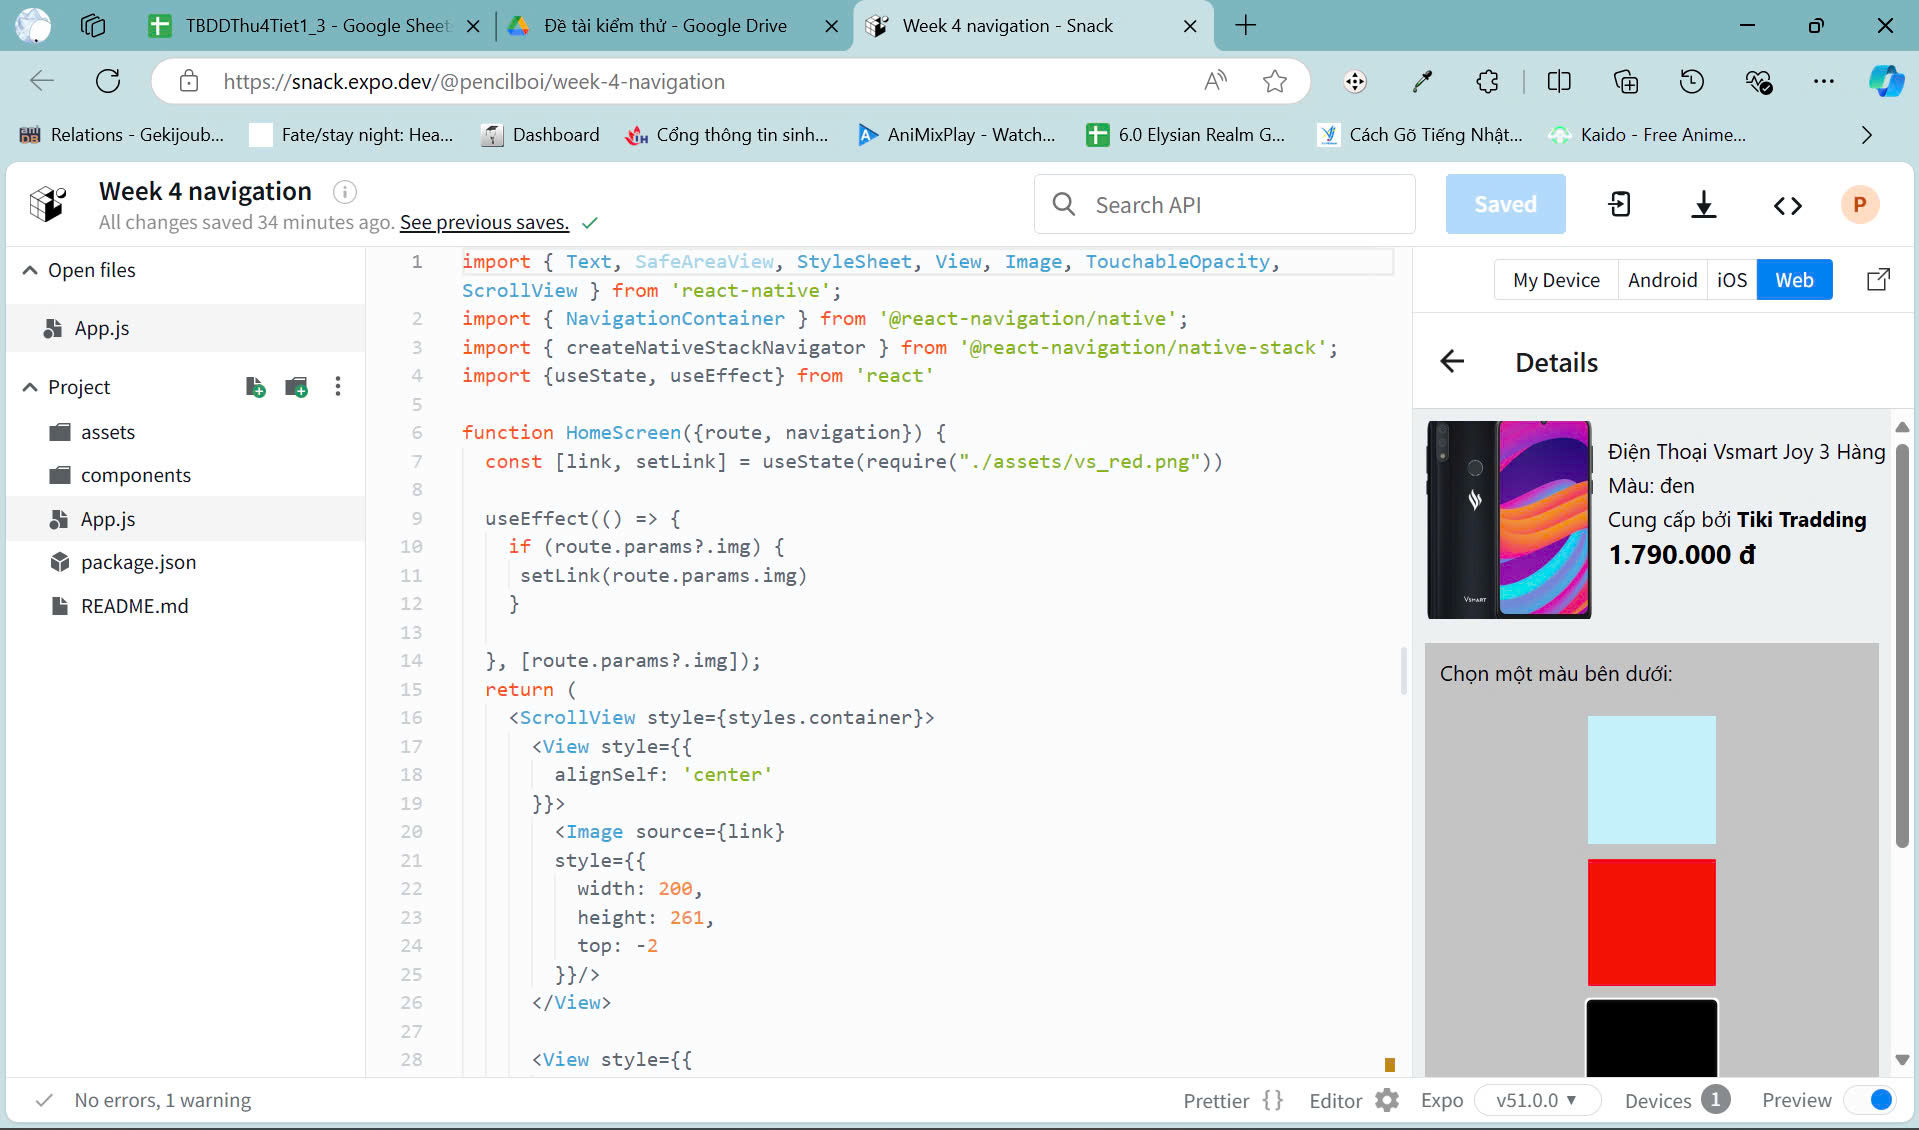 TBDDThu4Tiet1_3 - Google Sheet
Đề tài kiểm thử - Google Drive
Week 4 navigation - Snack
https://snack.expo.dev/@pencilboi/week-4-navigation
Relations - Gekijoub...
Fate/stay night: Hea...
Dashboard
Cổng thông tin sinh...
AniMixPlay - Watch...
6.0 Elysian Realm G...
Cách Gõ Tiếng Nhật...
Kaido - Free Anime...
Week 4 navigation
All changes saved 34 minutes ago. See previous saves.
Search API
Saved
P
Open files
App.js
Project
assets
components
App.js
package.json
README.md
1 import { Text, SafeAreaView, StyleSheet, View, Image, TouchableOpacity,
ScrollView } from 'react-native';
2 import { NavigationContainer } from '@react-navigation/native';
3 import { createNativeStackNavigator } from '@react-navigation/native-stack';
4 import {useState, useEffect} from 'react'
5
6 function HomeScreen({route, navigation}) {
7 const [link, setLink] = useState(require("./assets/vs_red.png"))
8
9 useEffect(() => {
10 if (route.params?.img) {
11 setLink(route.params.img)
12 }
13
14 }, [route.params?.img]);
15 return (
16 <ScrollView style={styles.container}>
17 <View style={{
18 alignSelf: 'center'
19 }}>
20 <Image source={link}
21 style={{
22 width: 200,
23 height: 261,
24 top: -2
25 }}/>
26 </View>
27
28 <View style={{
My Device
Android
iOS
Web
Details
VSMART
Điện Thoại Vsmart Joy 3 Hàng
Màu: đen
Cung cấp bởi Tiki Tradding
1.790.000 đ
Chọn một màu bên dưới:
No errors, 1 warning
Prettier {}
Editor
Expo
v51.0.0
Devices 1
Preview